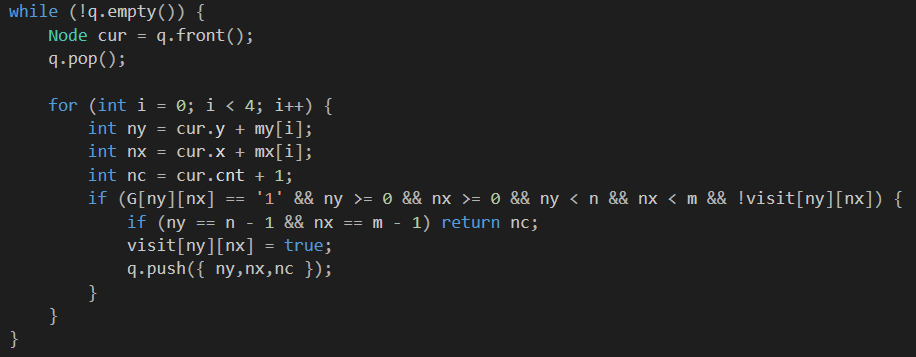 while (!q.empty()) {
    Node cur = q.front();
    q.pop();

    for (int i = 0; i < 4; i++) {
        int ny = cur.y + my[i];
        int nx = cur.x + mx[i];
        int nc = cur.cnt + 1;
        if (G[ny][nx] == '1' && ny >= 0 && nx >= 0 && ny < n && nx < m && !visit[ny][nx]) {
            if (ny == n - 1 && nx == m - 1) return nc;
            visit[ny][nx] = true;
            q.push({ ny,nx,nc });
        }
    }
}